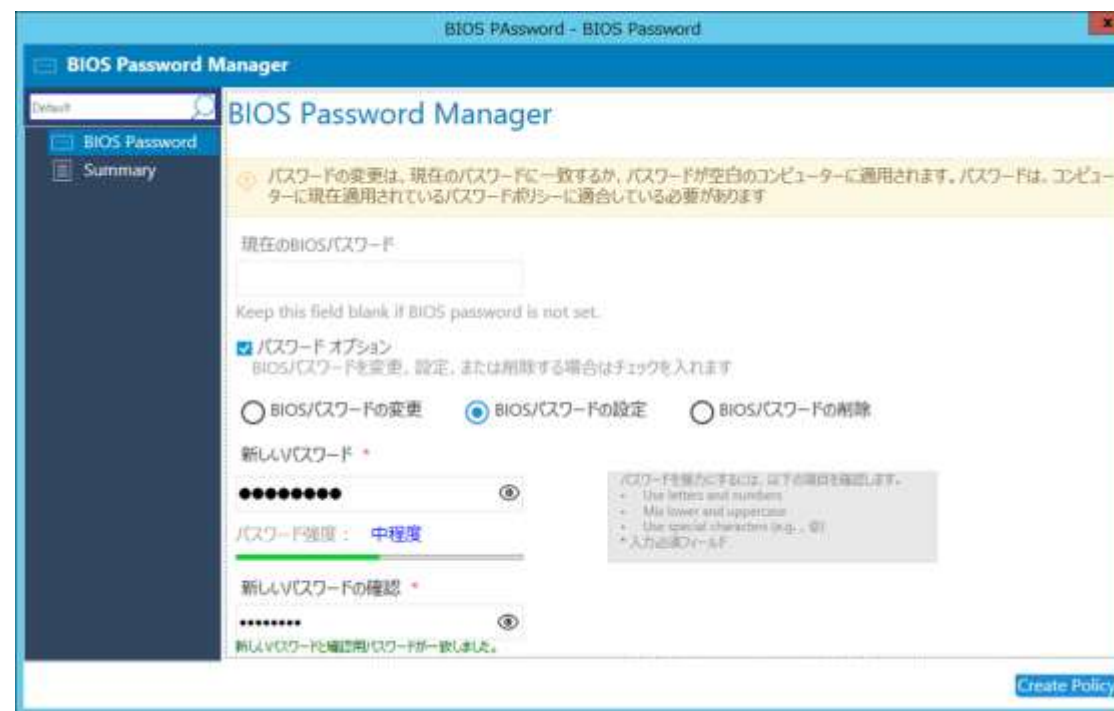 BIOS PAssword - BIOS Password
x
BIOS Password Manager
Default
BIOS Password
Summary
BIOS Password Manager
パスワードの変更は、現在のパスワードに一致するか、パスワードが空白のコンピューターに適用されます。パスワードは、コンピュー
ターに現在適用されているパスワードポリシーに適合している必要があります
現在のBIOSパスワード
Keep this field blank if BIOS password is not set.
パスワード オプション
BIOSパスワードを変更、設定、または削除する場合はチェックを入れます
BIOSパスワードの変更
BIOSパスワードの設定
BIOSパスワードの削除
新しいパスワード *
●●●●●●●●
パスワード強度： 中程度
パスワードを強力にするには、以下の項目を確認します。
• Use letters and numbers
• Mix lower and uppercase
• Use special characters (e.g. , @)
* 入力必須フィールド
新しいパスワードの確認 *
••••••••
新しいパスワードと確認用パスワードが一致しました。
Create Policy